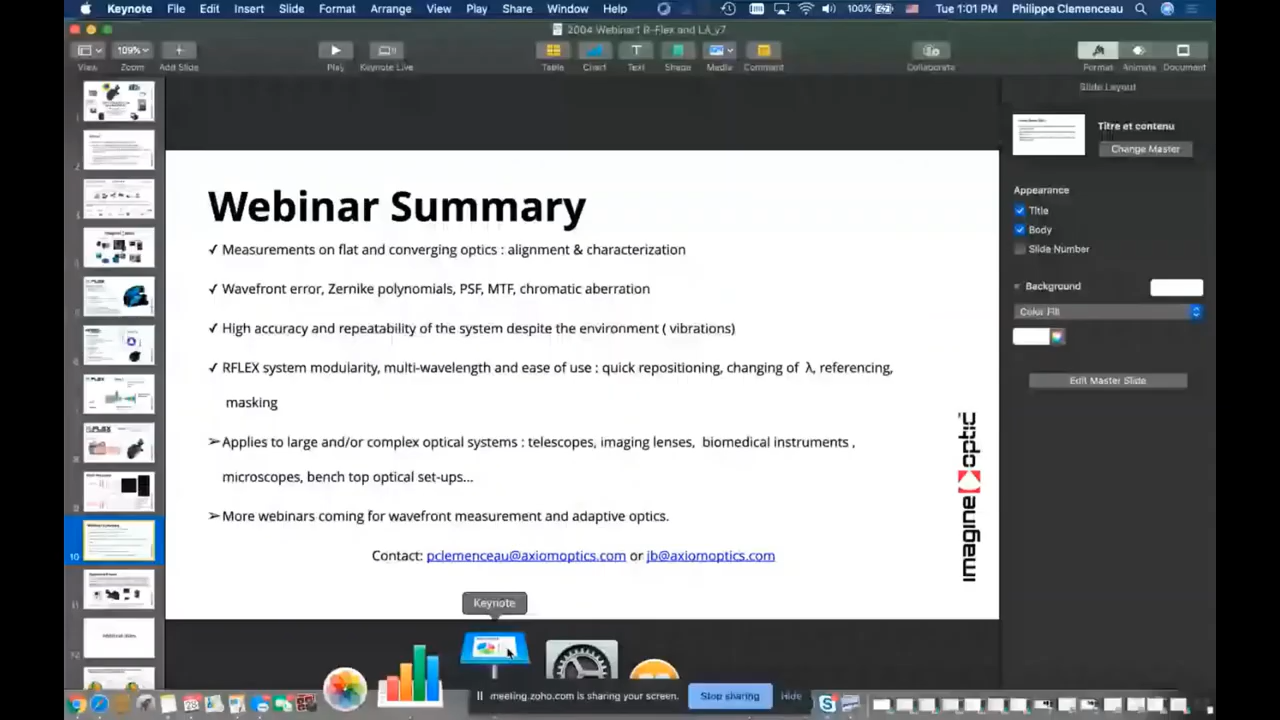 Keynote File Edit Insert Slide Format Arrange View Play Share Window Help 100% Tue 1:01 PM Philippe Clemenceau
2004 Webinar1 R-Flex and LA_v7
109%
View Zoom Add Slide Play Keynote Live Table Chart Text Shape Media Comment Collaborate Format Animate Document
Slide Layout
Titre et contenu
Change Master
Appearance
Title
Body
Slide Number
Background
Color Fill
Edit Master Slide
Webinar Summary
✓ Measurements on flat and converging optics : alignment & characterization
✓ Wavefront error, Zernike polynomials, PSF, MTF, chromatic aberration
✓ High accuracy and repeatability of the system despite the environment ( vibrations)
✓ RFLEX system modularity, multi-wavelength and ease of use : quick repositioning, changing of λ, referencing,
masking
➢ Applies to large and/or complex optical systems : telescopes, imaging lenses, biomedical instruments ,
microscopes, bench top optical set-ups...
➢ More webinars coming for wavefront measurement and adaptive optics.
Contact: pclemenceau@axiomoptics.com or jb@axiomoptics.com
imagine optic
10
Keynote
meeting.zoho.com is sharing your screen. Stop sharing Hide